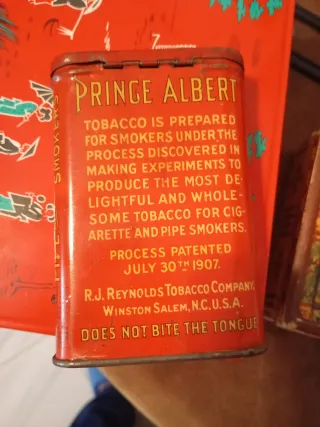 PRINCE ALBERT
TOBACCO IS PREPARED
FOR SMOKERS UNDER THE
PROCESS DISCOVERED IN
MAKING EXPERIMENTS TO
PRODUCE THE MOST DE-
LIGHTFUL AND WHOLE-
SOME TOBACCO FOR CIG-
ARETTE AND PIPE SMOKERS.
PROCESS PATENTED
JULY 30TH 1907.
R.J. REYNOLDS TOBACCO COMPANY,
WINSTON SALEM, N.C. U.S.A.
DOES NOT BITE THE TONGUE
SMOKERS